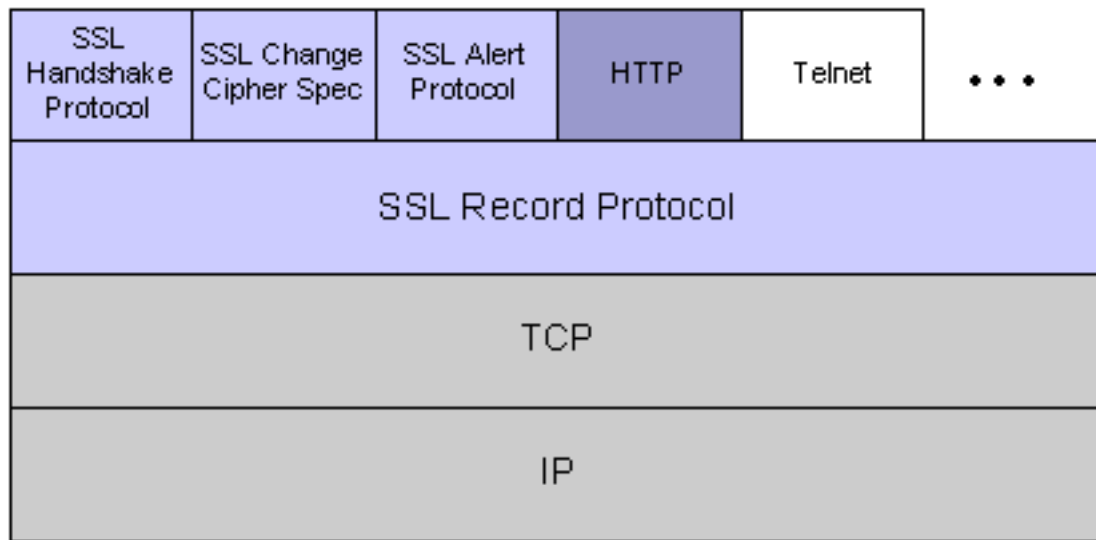 SSL
Handshake
Protocol
SSL Change
Cipher Spec
SSL Alert
Protocol
HTTP
Telnet
...
SSL Record Protocol
TCP
IP